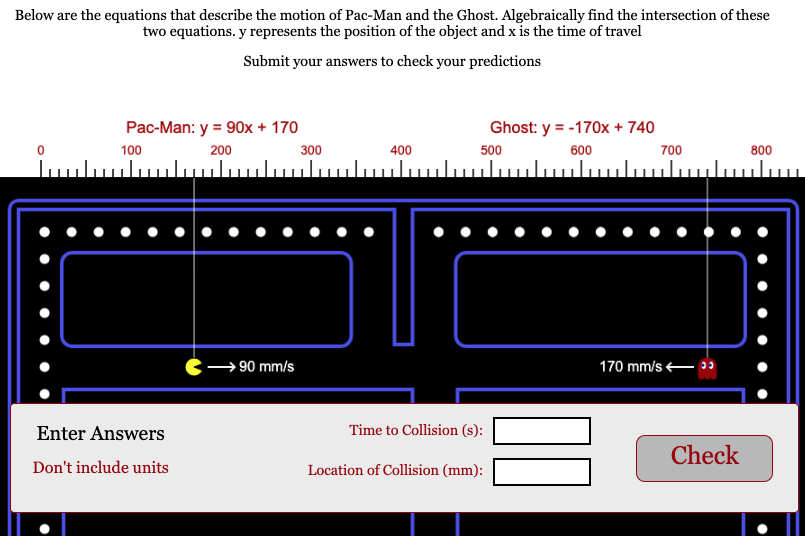 Below are the equations that describe the motion of Pac-Man and the Ghost. Algebraically find the intersection of these
two equations. y represents the position of the object and x is the time of travel
Submit your answers to check your predictions
Pac-Man: y = 90x + 170
Ghost: y = -170x + 740
0 100 200 300 400 500 600 700 800
90 mm/s
170 mm/s
Enter Answers
Don't include units
Time to Collision (s):
Location of Collision (mm):
Check